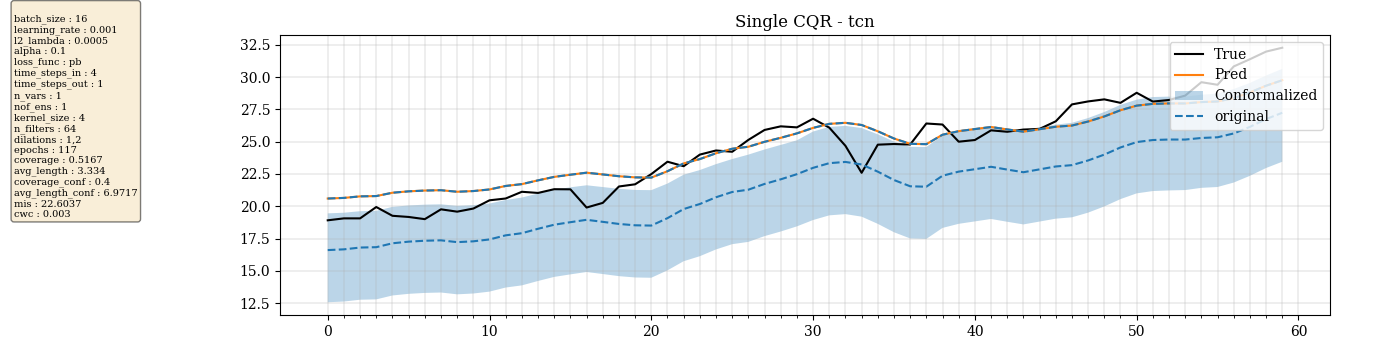 batch_size : 16
learning_rate : 0.001
l2_lambda : 0.0005
alpha : 0.1
loss_func : pb
time_steps_in : 4
time_steps_out : 1
n_vars : 1
nof_ens : 1
kernel_size : 4
n_filters : 64
dilations : 1,2
epochs : 117
coverage : 0.5167
avg_length : 3.334
coverage_conf : 0.4
avg_length_conf : 6.9717
mis : 22.6037
cwc : 0.003
Single CQR - tcn
32.5
30.0
27.5
25.0
22.5
20.0
17.5
15.0
12.5
0 10 20 30 40 50 60
True
Pred
Conformalized
original